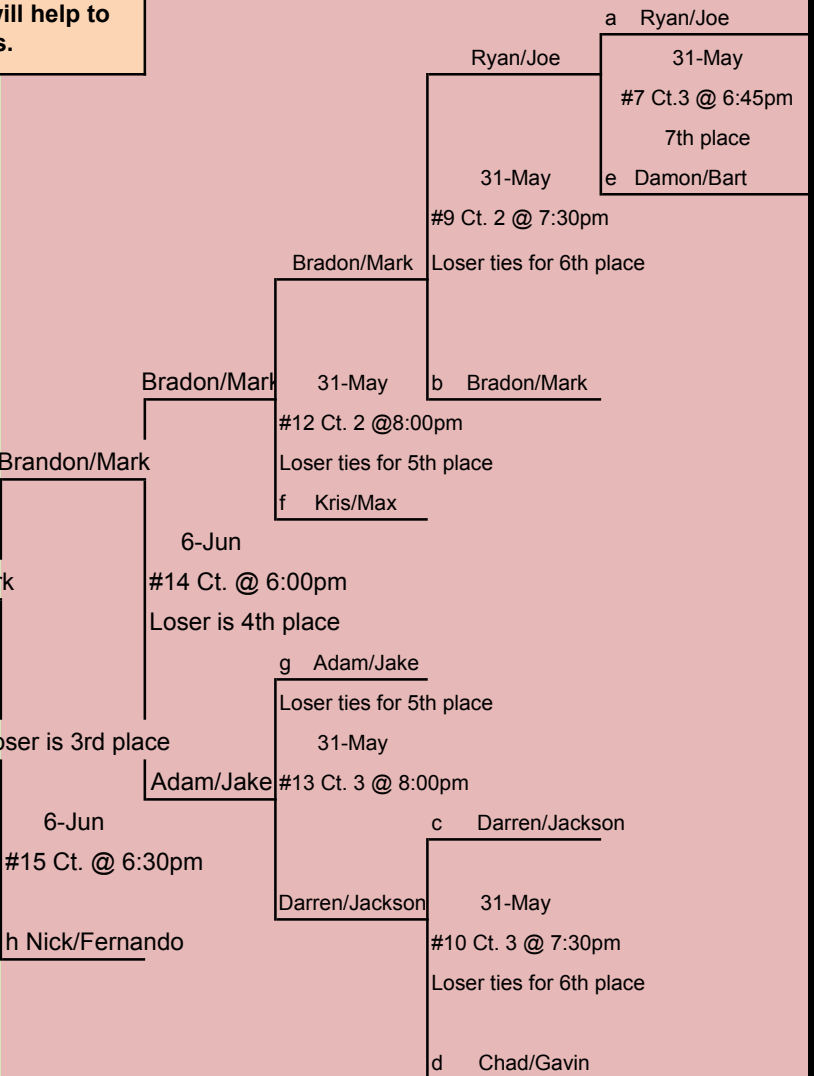 will help to
s.
a Ryan/Joe
Ryan/Joe
31-May
#7 Ct.3 @ 6:45pm
7th place
31-May
e Damon/Bart
#9 Ct. 2 @ 7:30pm
Bradon/Mark
Loser ties for 6th place
Bradon/Mark
31-May
b Bradon/Mark
#12 Ct. 2 @8:00pm
Brandon/Mark
Loser ties for 5th place
f Kris/Max
6-Jun
rk
#14 Ct. @ 6:00pm
Loser is 4th place
g Adam/Jake
Loser ties for 5th place
oser is 3rd place
31-May
Adam/Jake
#13 Ct. 3 @ 8:00pm
6-Jun
c Darren/Jackson
#15 Ct. @ 6:30pm
Darren/Jackson
31-May
h Nick/Fernando
#10 Ct. 3 @ 7:30pm
Loser ties for 6th place
d Chad/Gavin